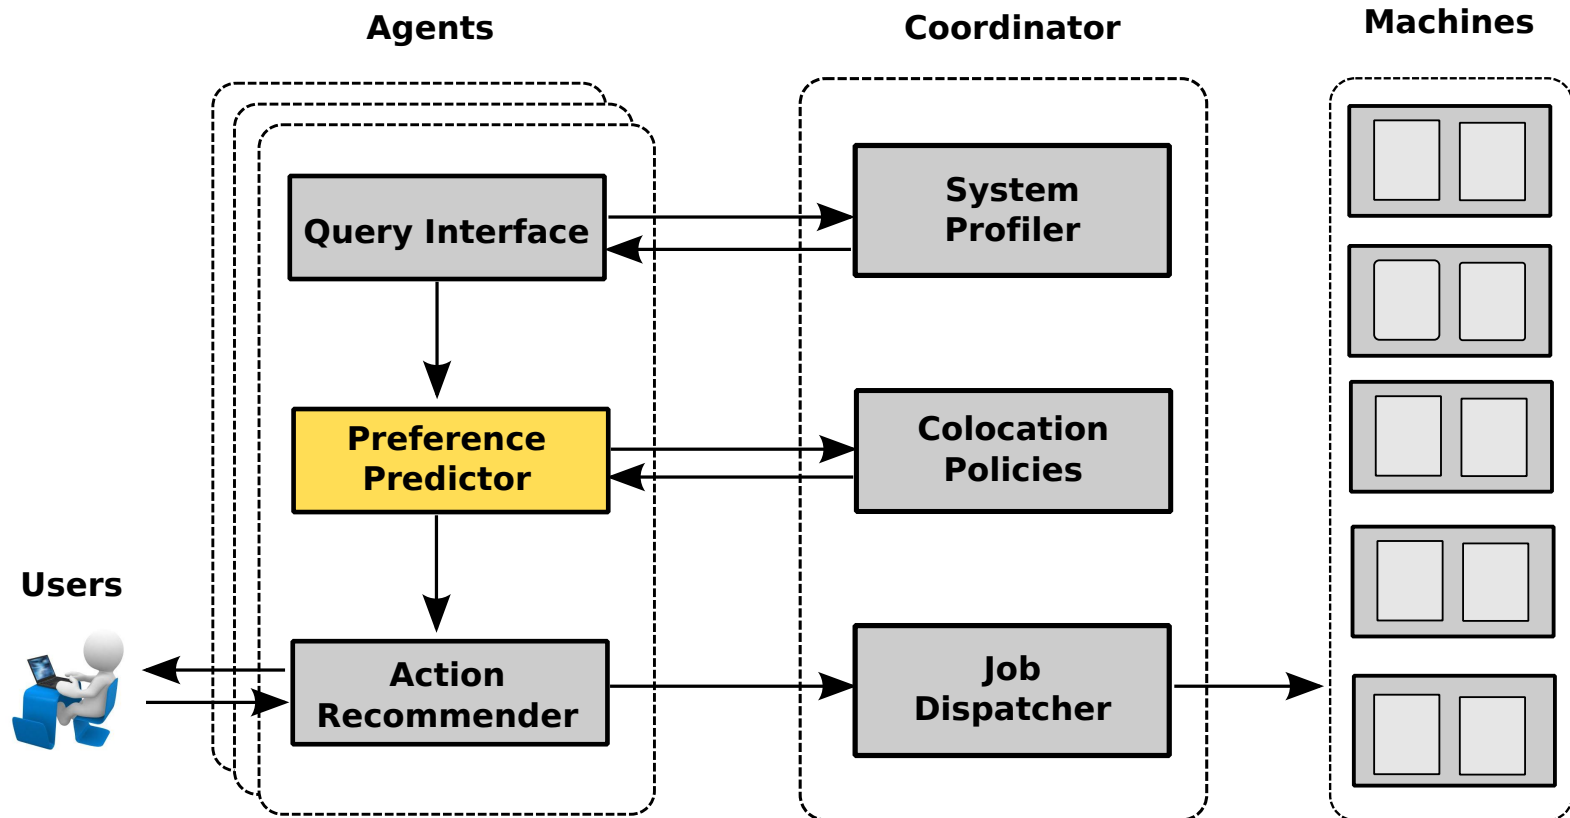 Agents
Coordinator
Machines
Query Interface
System
Profiler
Preference
Predictor
Colocation
Policies
Users
Action
Recommender
Job
Dispatcher